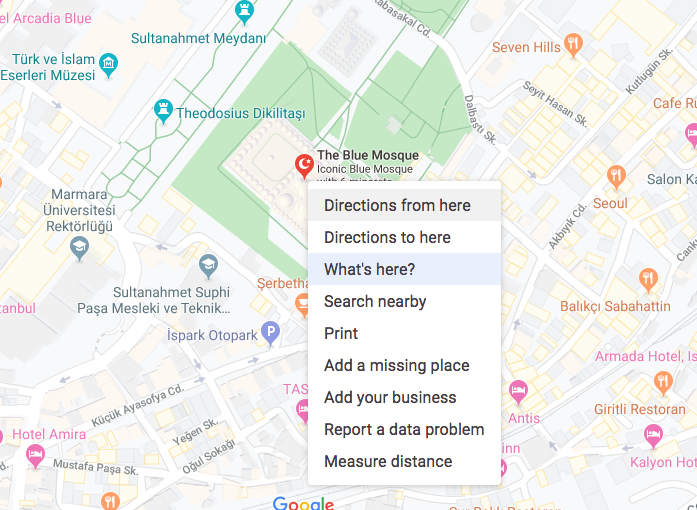 el Arcadia Blue
Sultanahmet Meydanı
Kabasakal Cd.
Seven Hills
Türk ve İslam
Eserleri Müzesi
Kutlugün Sk.
Theodosius Dikilitaşı
Dalbastı Sk.
Seyit Hasan Sk.
Cafe Ru
The Blue Mosque
Iconic Blue Mosque
with 6 minarets
Marmara
Üniversitesi
Rektörlüğü
Seoul
Salon Ka
Directions from here
Directions to here
What's here?
Search nearby
Print
Add a missing place
Add your business
Report a data problem
Measure distance
Akbıyık Cd.
Sultanahmet Suphi
Paşa Mesleki ve Teknik...
Şerbetha
stanbul
Balıkçı Sabahattin
İspark Otopark
P
Armada Hotel, Is
TAS
Küçük Ayasofya Cd.
Antis
Giritli Restoran
Hotel Amira
Yegen Sk.
Oğul Sokağı
Mustafa Paşa Sk.
inn
Kalyon Hot
Google